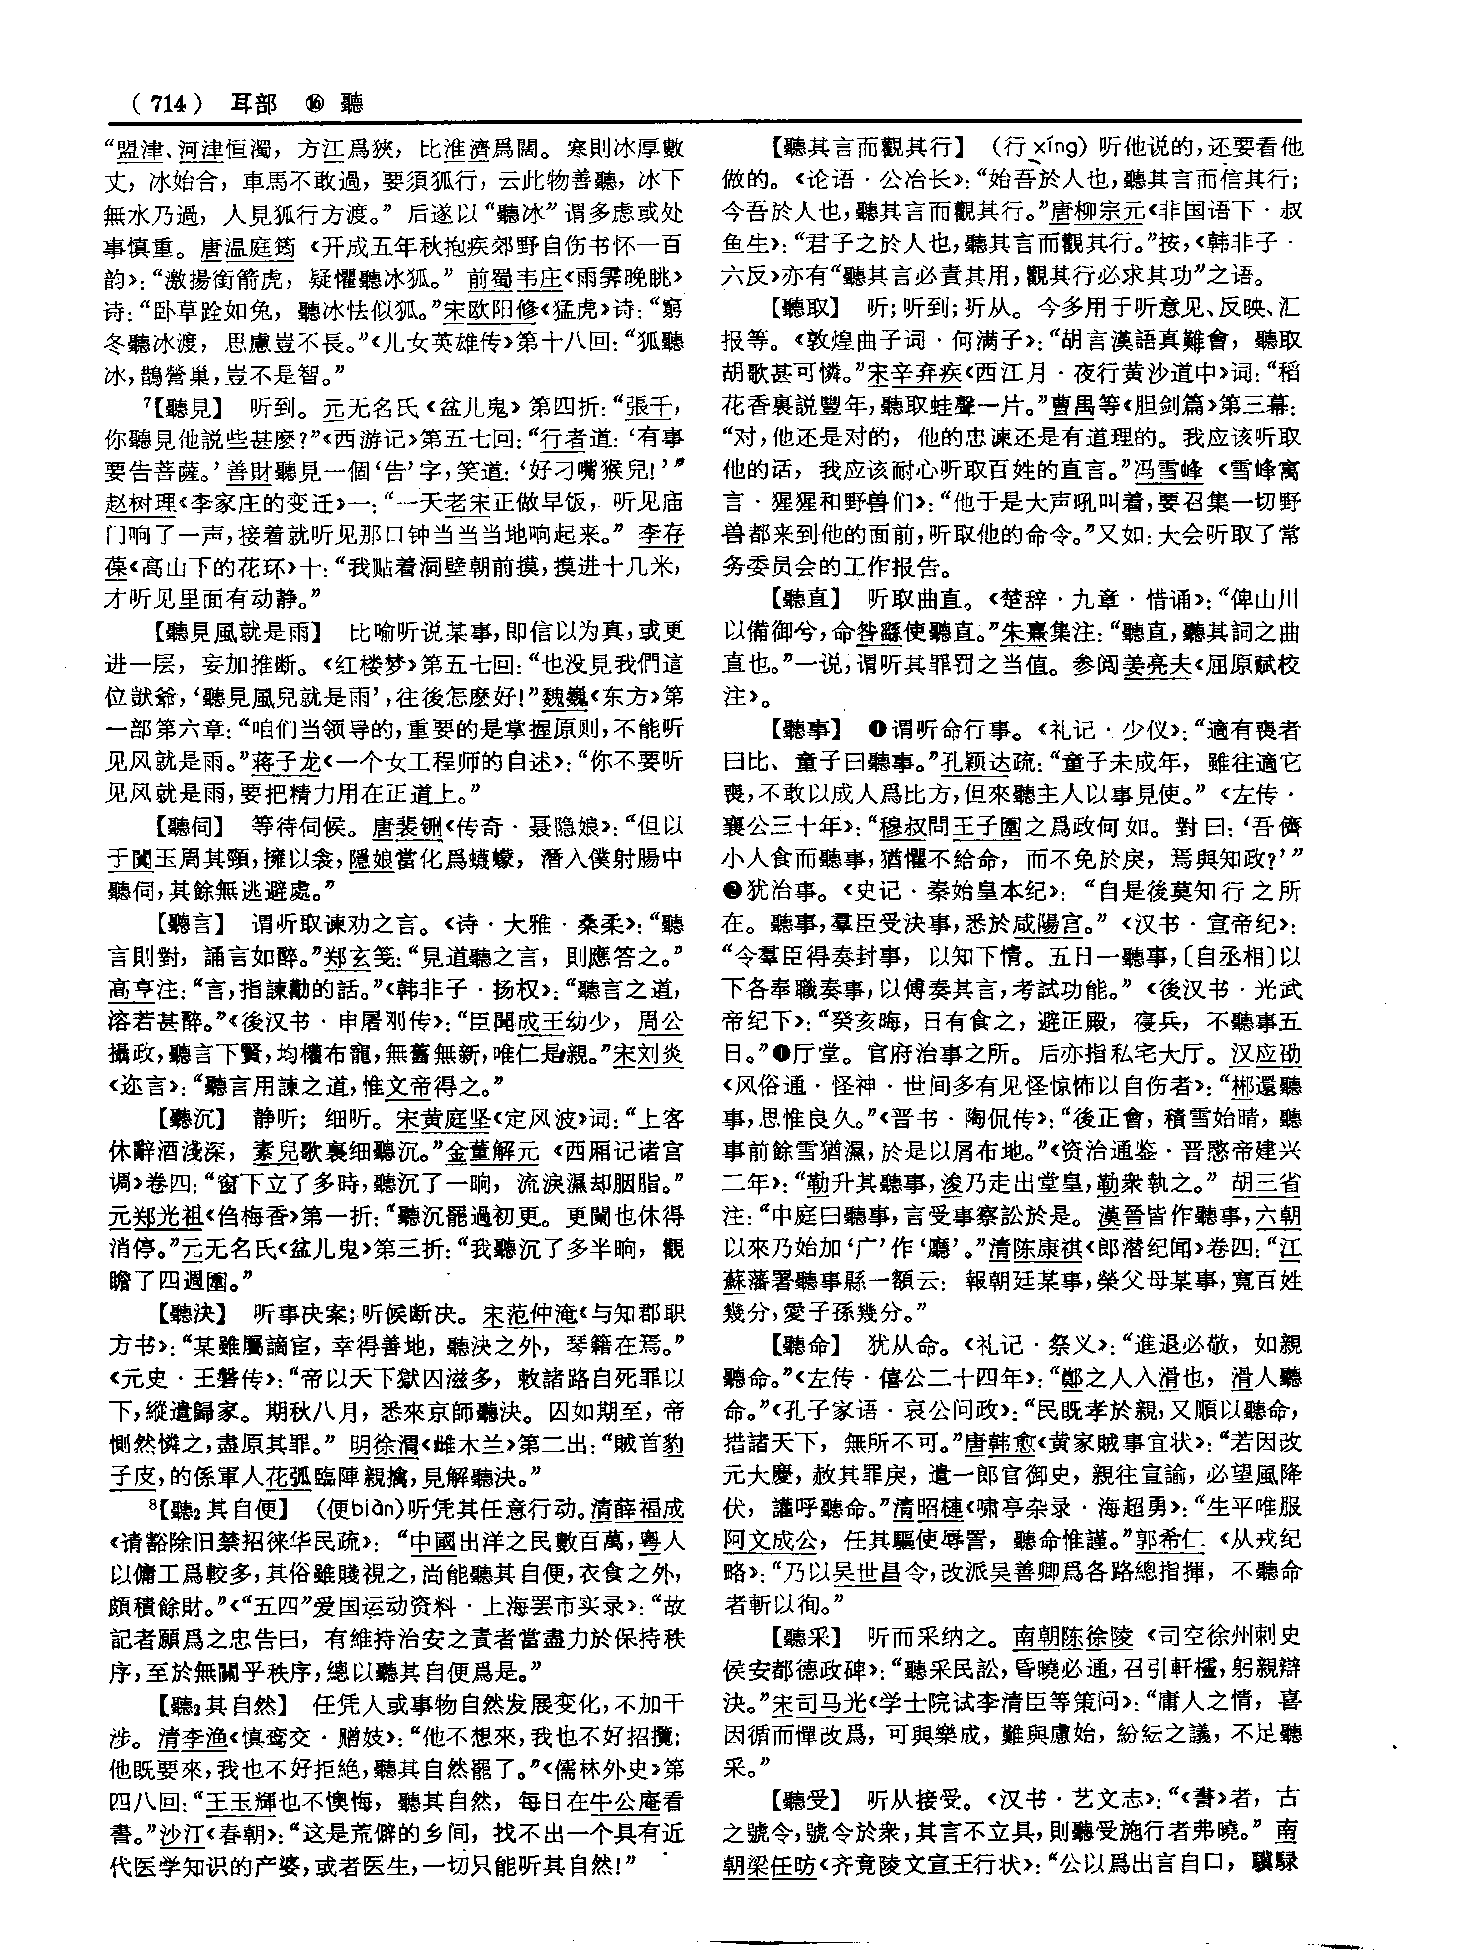 （714） 耳部 ⑯ 聽
“盟津、河津恒濁，方江爲狹，比淮濟爲闊。寒則冰厚數
丈，冰始合，車馬不敢過，要須狐行，云此物善聽，冰下
無水乃過，人見狐行方渡。”后遂以“聽冰”谓多虑或处
事慎重。唐温庭筠《开成五年秋抱疾郊野自伤书怀一百
韵》：“激揚銜箭虎，疑懼聽冰狐。”前蜀韦庄《雨霁晚眺》
诗：“卧草跧如兔，聽冰怯似狐。”宋欧阳修《猛虎》诗：“窮
冬聽冰渡，思慮豈不長。”《儿女英雄传》第十八回：“狐聽
冰，鵲營巢，豈不是智。”
7【聽見】 听到。元无名氏《盆儿鬼》第四折：“張千，
你聽見他説些甚麽？”《西游记》第五七回：“行者道：‘有事
要告菩薩。’善財聽見一個‘告’字，笑道：‘好刁嘴猴兒！’”
赵树理《李家庄的变迁》一：“一天老宋正做早饭，听见庙
门响了一声，接着就听见那口钟当当当地响起来。”李存
葆《高山下的花环》十：“我贴着洞壁朝前摸，摸进十几米，
才听见里面有动静。”
【聽見風就是雨】 比喻听说某事，即信以为真，或更
进一层，妄加推断。《红楼梦》第五七回：“也没見我們這
位獃爺，‘聽見風兒就是雨’，往後怎麽好！”魏巍《东方》第
一部第六章：“咱们当领导的，重要的是掌握原则，不能听
见风就是雨。”蒋子龙《一个女工程师的自述》：“你不要听
见风就是雨，要把精力用在正道上。”
【聽伺】 等待伺候。唐裴铏《传奇·聂隐娘》：“但以
于闐玉周其頸，擁以衾，隱娘當化爲蠛蠓，潛入僕射腸中
聽伺，其餘無逃避處。”
【聽言】 谓听取谏劝之言。《诗·大雅·桑柔》：“聽
言則對，誦言如醉。”郑玄笺：“見道聽之言，則應答之。”
高亨注：“言，指諫勸的話。”《韩非子·扬权》：“聽言之道，
溶若甚醉。”《後汉书·申屠刚传》：“臣聞成王幼少，周公
攝政，聽言下賢，均權布寵，無舊無新，唯仁是親。”宋刘炎
《迩言》：“聽言用諫之道，惟文帝得之。”
【聽沉】 静听；细听。宋黄庭坚《定风波》词：“上客
休辭酒淺深，素兒歌裏细聽沉。”金董解元《西厢记诸宫
调》卷四：“窗下立了多時，聽沉了一晌，流淚濕却胭脂。”
元郑光祖《㑳梅香》第一折：“聽沉罷過初更。更闌也休得
消停。”元无名氏《盆儿鬼》第三折：“我聽沉了多半晌，觀
瞻了四週圍。”
【聽決】 听事决案；听候断决。宋范仲淹《与知郡职
方书》：“某雖屬謫宦，幸得善地，聽決之外，琴籍在焉。”
《元史·王磐传》：“帝以天下獄囚滋多，敕諸路自死罪以
下，縱遣歸家。期秋八月，悉來京師聽決。囚如期至，帝
惻然憐之，盡原其罪。”明徐渭《雌木兰》第二出：“賊首豹
子皮，的係軍人花弧臨陣親擒，見解聽決。”
8【聽₂其自便】 （便biàn）听凭其任意行动。清薛福成
《请豁除旧禁招徕华民疏》：“中國出洋之民數百萬，粤人
以傭工爲較多，其俗雖賤視之，尚能聽其自便，衣食之外，
頗積餘財。”《“五四”爱国运动资料·上海罢市实录》：“故
記者願爲之忠告曰，有維持治安之責者當盡力於保持秩
序，至於無關乎秩序，總以聽其自便爲是。”
【聽₂其自然】 任凭人或事物自然发展变化，不加干
涉。清李渔《慎鸾交·赠妓》：“他不想來，我也不好招攬；
他既要來，我也不好拒絶，聽其自然罷了。”《儒林外史》第
四八回：“王玉輝也不懊悔，聽其自然，每日在牛公庵看
書。”沙汀《春朝》：“这是荒僻的乡间，找不出一个具有近
代医学知识的产婆，或者医生，一切只能听其自然！”
【聽其言而觀其行】 （行xíng）听他说的，还要看他
做的。《论语·公冶长》：“始吾於人也，聽其言而信其行；
今吾於人也，聽其言而觀其行。”唐柳宗元《非国语下·叔
鱼生》：“君子之於人也，聽其言而觀其行。”按，《韩非子·
六反》亦有“聽其言必責其用，觀其行必求其功”之语。
【聽取】 听；听到；听从。今多用于听意见、反映、汇
报等。《敦煌曲子词·何满子》：“胡言漢語真難會，聽取
胡歌甚可憐。”宋辛弃疾《西江月·夜行黄沙道中》词：“稻
花香裏説豐年，聽取蛙聲一片。”曹禺等《胆剑篇》第三幕：
“对，他还是对的，他的忠谏还是有道理的。我应该听取
他的话，我应该耐心听取百姓的直言。”冯雪峰《雪峰寓
言·猩猩和野兽们》：“他于是大声吼叫着，要召集一切野
兽都来到他的面前，听取他的命令。”又如：大会听取了常
务委员会的工作报告。
【聽直】 听取曲直。《楚辞·九章·惜诵》：“俾山川
以備御兮，命咎繇使聽直。”朱熹集注：“聽直，聽其詞之曲
直也。”一说，谓听其罪罚之当值。参阅姜亮夫《屈原赋校
注》。
【聽事】 ❶谓听命行事。《礼记·少仪》：“適有喪者
曰比、童子曰聽事。”孔颖达疏：“童子未成年，雖往適它
喪，不敢以成人爲比方，但來聽主人以事見使。”《左传·
襄公三十年》：“穆叔問王子圍之爲政何如。對曰：‘吾儕
小人食而聽事，猶懼不給命，而不免於戾，焉與知政？’”
❷犹治事。《史记·秦始皇本纪》：“自是後莫知行之所
在。聽事，羣臣受決事，悉於咸陽宫。”《汉书·宣帝纪》：
“令羣臣得奏封事，以知下情。五日一聽事，〔自丞相〕以
下各奉職奏事，以傅奏其言，考試功能。”《後汉书·光武
帝纪下》：“癸亥晦，日有食之，避正殿，寢兵，不聽事五
日。”❶厅堂。官府治事之所。后亦指私宅大厅。汉应劭
《风俗通·怪神·世间多有见怪惊怖以自伤者》：“郴還聽
事，思惟良久。”《晋书·陶侃传》：“後正會，積雪始晴，聽
事前餘雪猶濕，於是以屑布地。”《资治通鉴·晋愍帝建兴
二年》：“勒升其聽事，浚乃走出堂皇，勒衆執之。”胡三省
注：“中庭曰聽事，言受事察訟於是。漢晉皆作聽事，六朝
以來乃始加‘广’作‘廳’。”清陈康祺《郎潜纪闻》卷四：“江
蘇藩署聽事縣一額云：報朝廷某事，榮父母某事，寬百姓
幾分，愛子孫幾分。”
【聽命】 犹从命。《礼记·祭义》：“進退必敬，如親
聽命。”《左传·僖公二十四年》：“鄭之人入滑也，滑人聽
命。”《孔子家语·哀公问政》：“民既孝於親，又順以聽命，
措諸天下，無所不可。”唐韩愈《黄家贼事宜状》：“若因改
元大慶，赦其罪戾，遣一郎官御史，親往宣諭，必望風降
伏，讙呼聽命。”清昭槤《啸亭杂录·海超勇》：“生平唯服
阿文成公，任其驅使辱詈，聽命惟謹。”郭希仁《从戎纪
略》：“乃以吴世昌令，改派吴善卿爲各路總指揮，不聽命
者斬以徇。”
【聽采】 听而采纳之。南朝陈徐陵《司空徐州刺史
侯安都德政碑》：“聽采民訟，昏曉必通，召引軒檯，躬親辯
決。”宋司马光《学士院试李清臣等策问》：“庸人之情，喜
因循而憚改爲，可與樂成，難與慮始，紛紜之議，不足聽
采。”
【聽受】 听从接受。《汉书·艺文志》：“《書》者，古
之號令，號令於衆，其言不立具，則聽受施行者弗曉。”南
朝梁任昉《齐竟陵文宣王行状》：“公以爲出言自口，驥騄